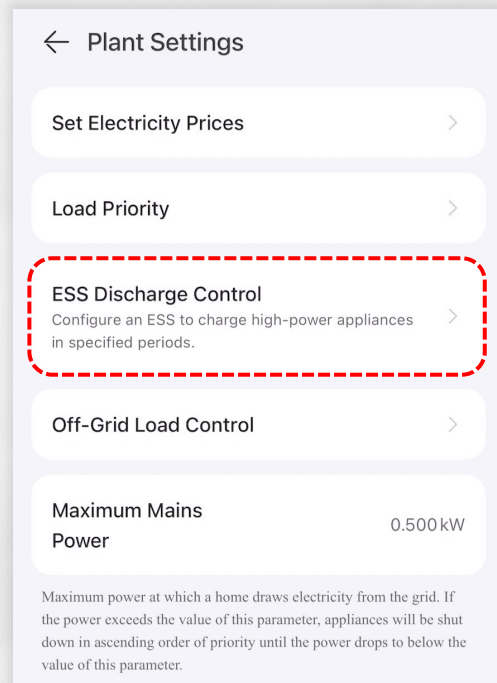 Plant Settings
Set Electricity Prices
Load Priority
ESS Discharge Control
Configure an ESS to charge high-power appliances
in specified periods.
Off-Grid Load Control
Maximum Mains
Power
0.500 kW
Maximum power at which a home draws electricity from the grid. If
the power exceeds the value of this parameter, appliances will be shut
down in ascending order of priority until the power drops to below the
value of this parameter.